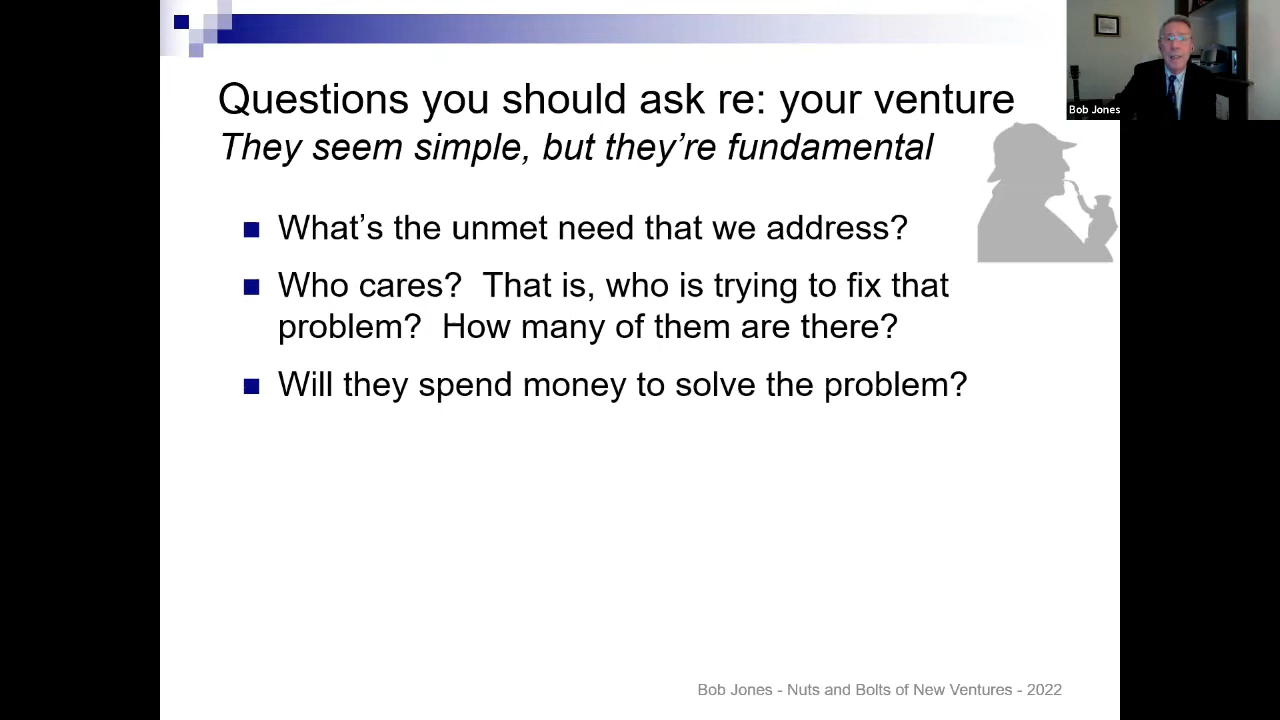 Questions you should ask re: your venture
They seem simple, but they're fundamental
What's the unmet need that we address?
Who cares? That is, who is trying to fix that
problem? How many of them are there?
Will they spend money to solve the problem?
Bob Jones - Nuts and Bolts of New Ventures - 2022
Bob Jones